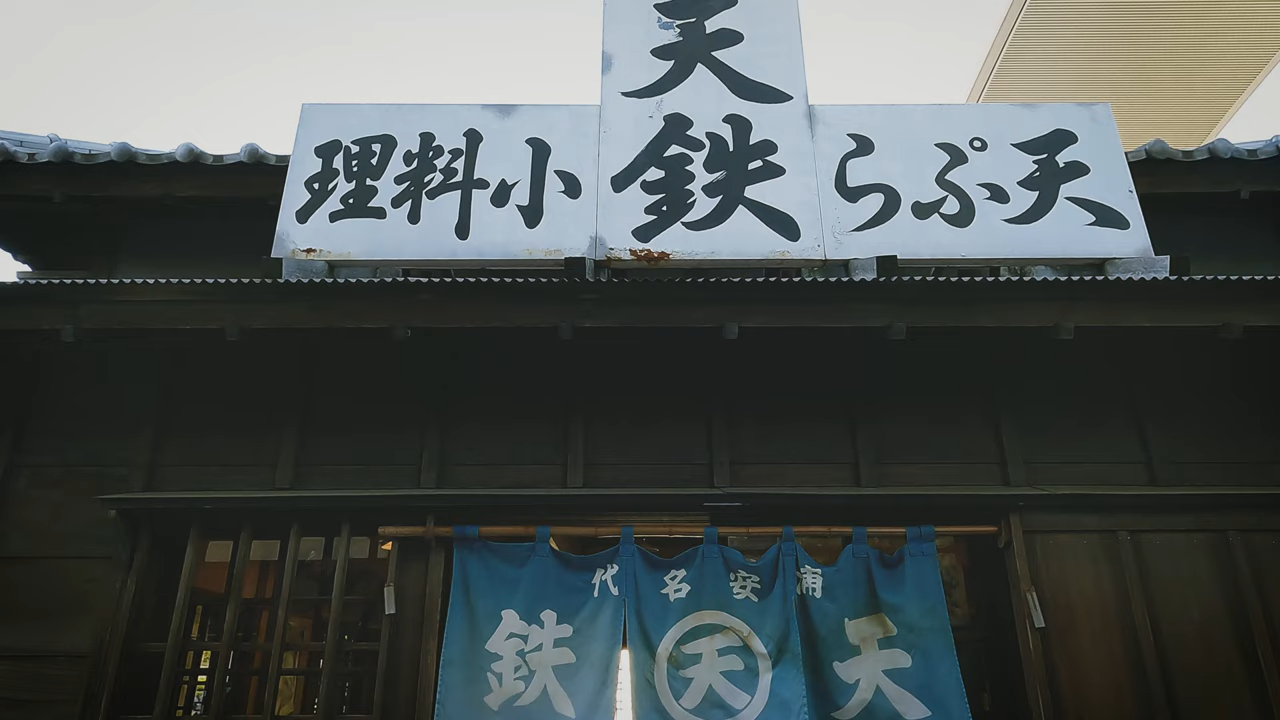 天ぷら
天鉄
小料理
浦安名代
天 天 鉄